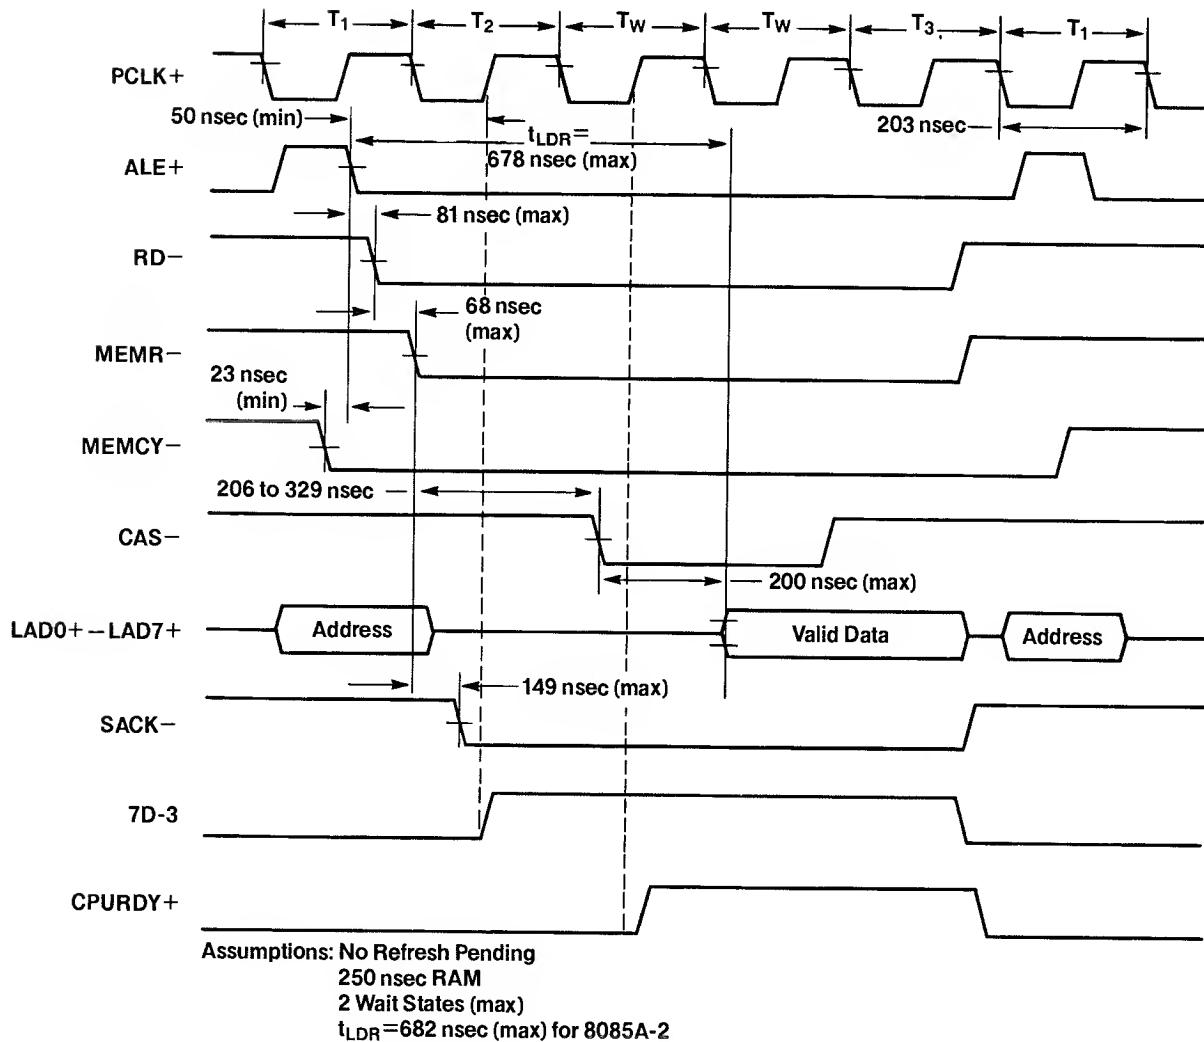 T1 T2 TW TW T3 T1
PCLK+
50 nsec (min)
tLDR=
678 nsec (max)
203 nsec
ALE+
81 nsec (max)
RD−
68 nsec
(max)
MEMR−
23 nsec
(min)
MEMCY−
206 to 329 nsec
CAS−
200 nsec (max)
LAD0+−LAD7+
Address
Valid Data
Address
149 nsec (max)
SACK−
7D-3
CPURDY+
Assumptions: No Refresh Pending
250 nsec RAM
2 Wait States (max)
tLDR=682 nsec (max) for 8085A-2